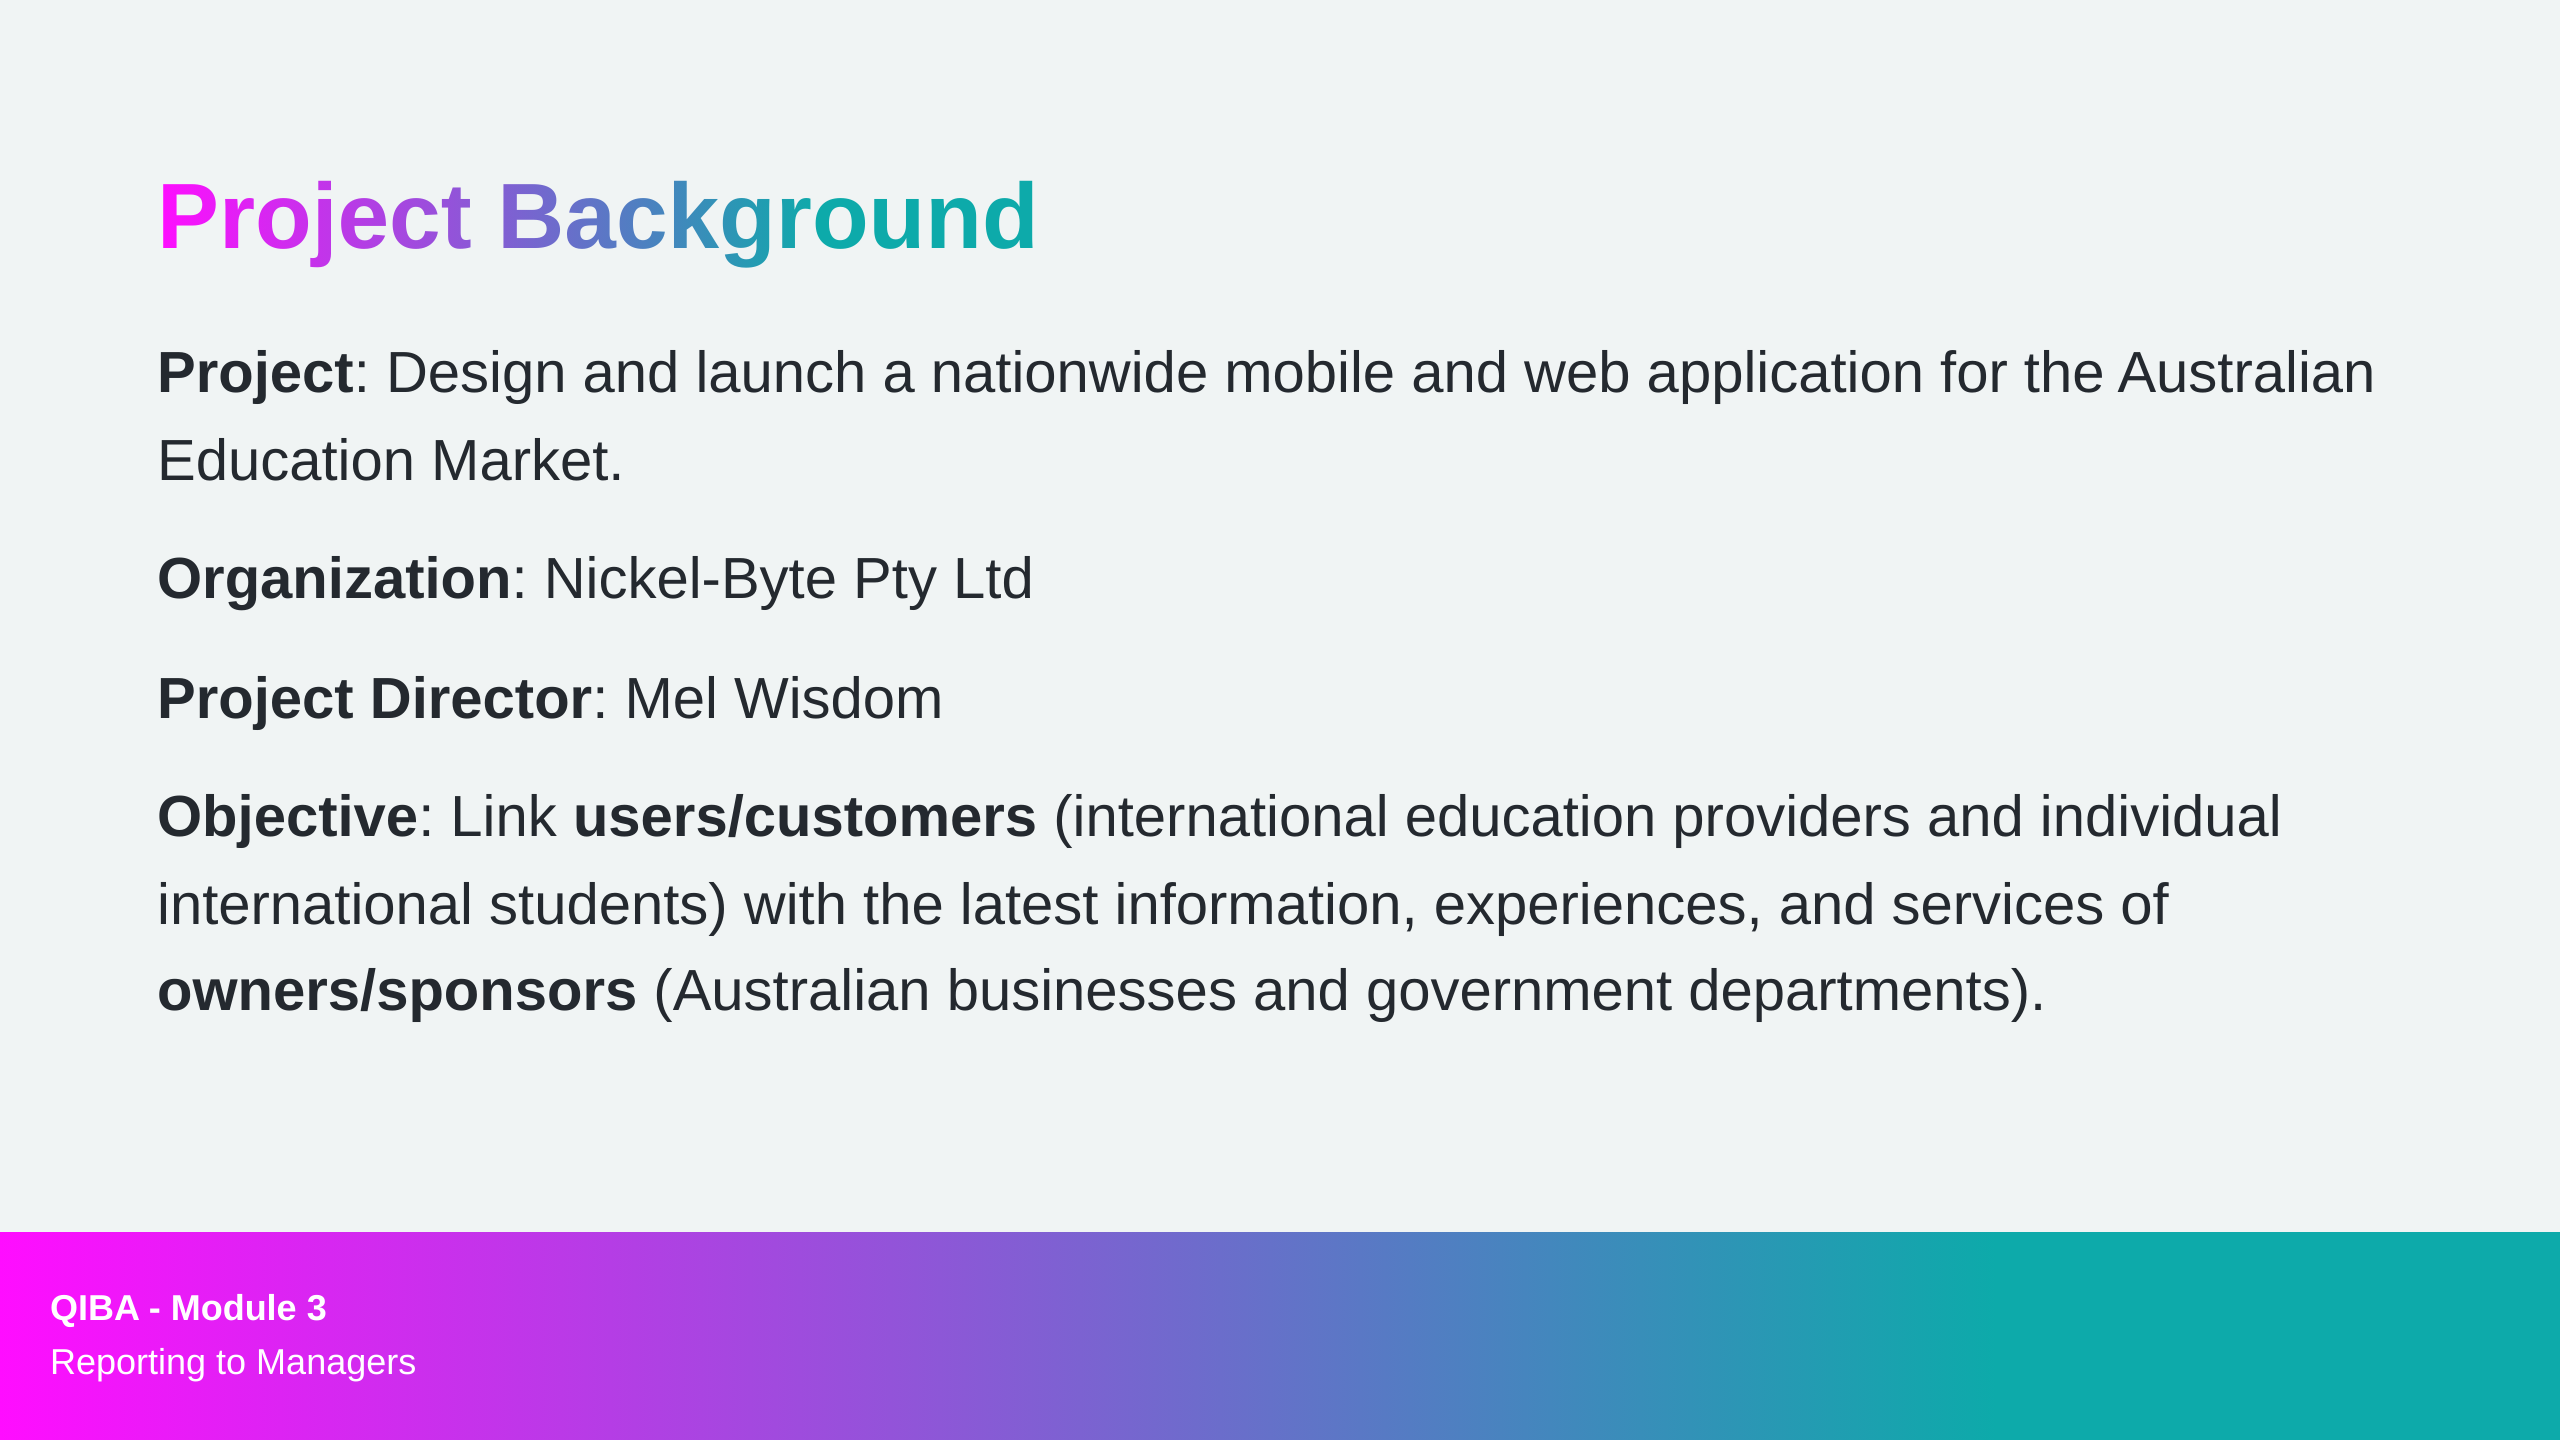 Project Background
Project: Design and launch a nationwide mobile and web application for the Australian
Education Market.
Organization: Nickel-Byte Pty Ltd
Project Director: Mel Wisdom
Objective: Link users/customers (international education providers and individual
international students) with the latest information, experiences, and services of
owners/sponsors (Australian businesses and government departments).
QIBA - Module 3
Reporting to Managers